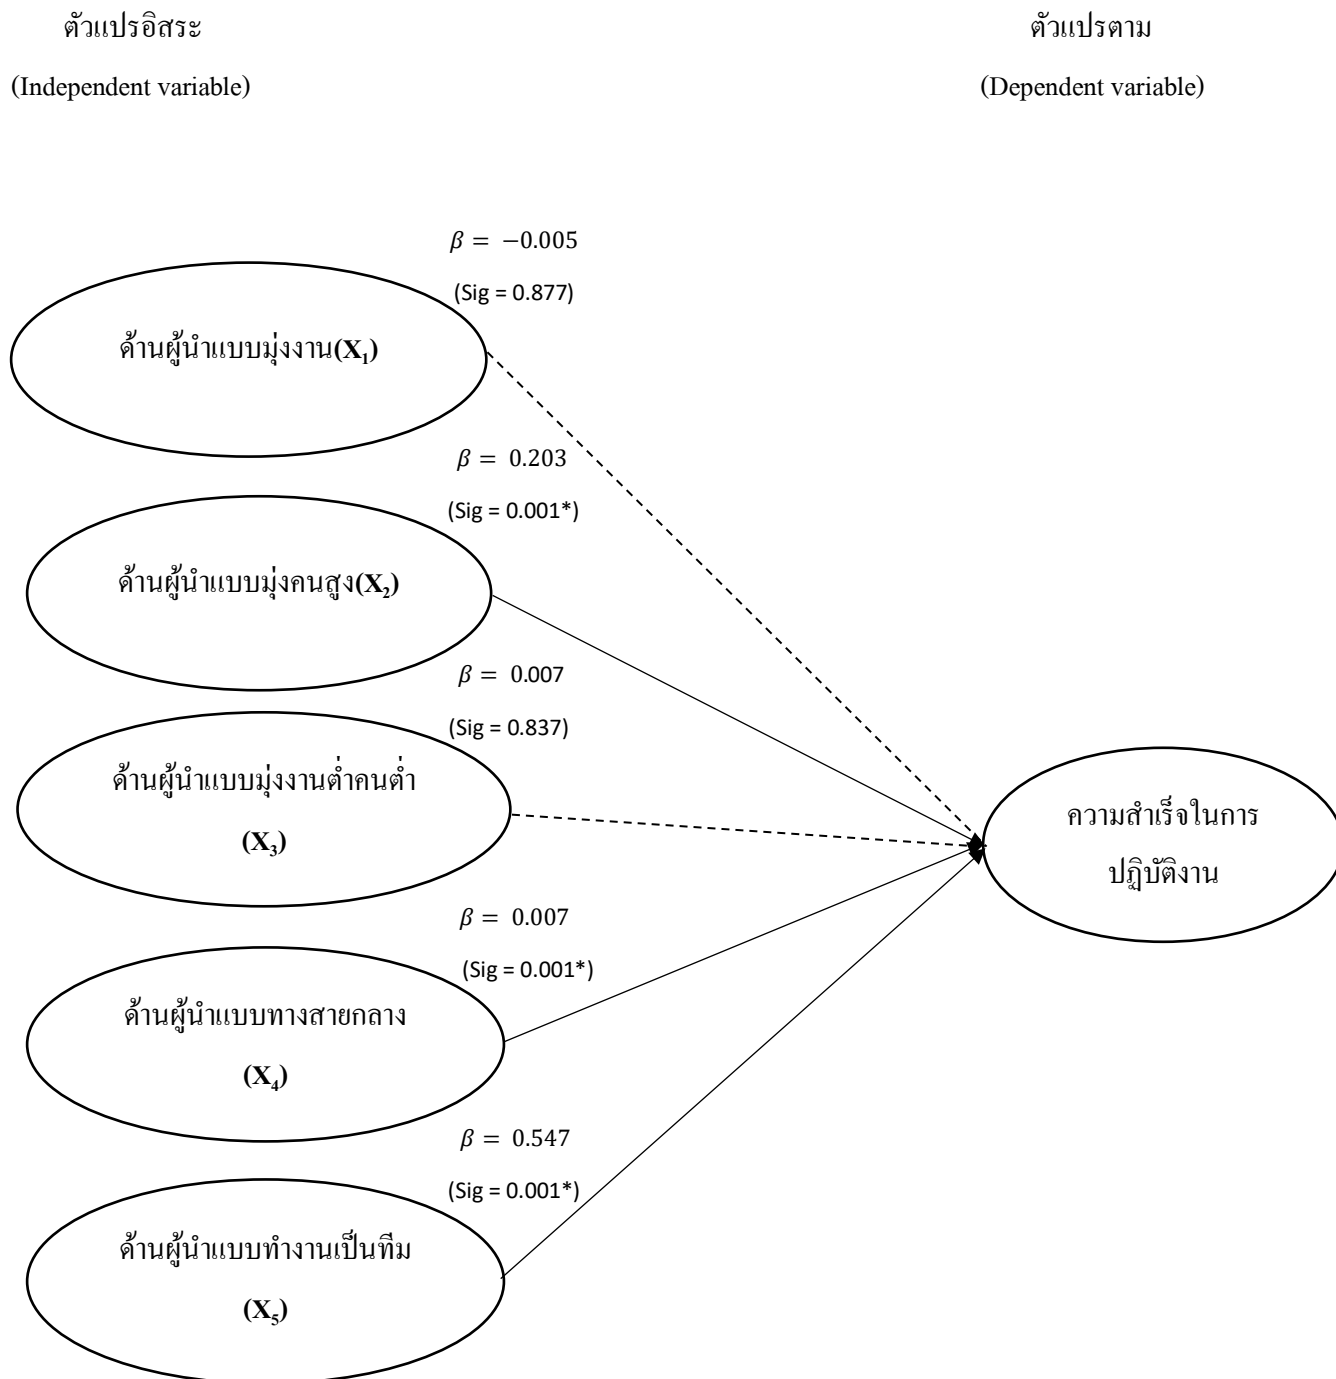 ตัวแปรอิสระ
(Independent variable)
ตัวแปรตาม
(Dependent variable)
β = −0.005
(Sig = 0.877)
ด้านผู้นำแบบมุ่งงาน(X₁)
β = 0.203
(Sig = 0.001*)
ด้านผู้นำแบบมุ่งคนสูง(X₂)
β = 0.007
(Sig = 0.837)
ด้านผู้นำแบบมุ่งงานต่ำคนต่ำ
(X₃)
ความสำเร็จในการ
ปฏิบัติงาน
β = 0.007
(Sig = 0.001*)
ด้านผู้นำแบบทางสายกลาง
(X₄)
β = 0.547
(Sig = 0.001*)
ด้านผู้นำแบบทำงานเป็นทีม
(X₅)